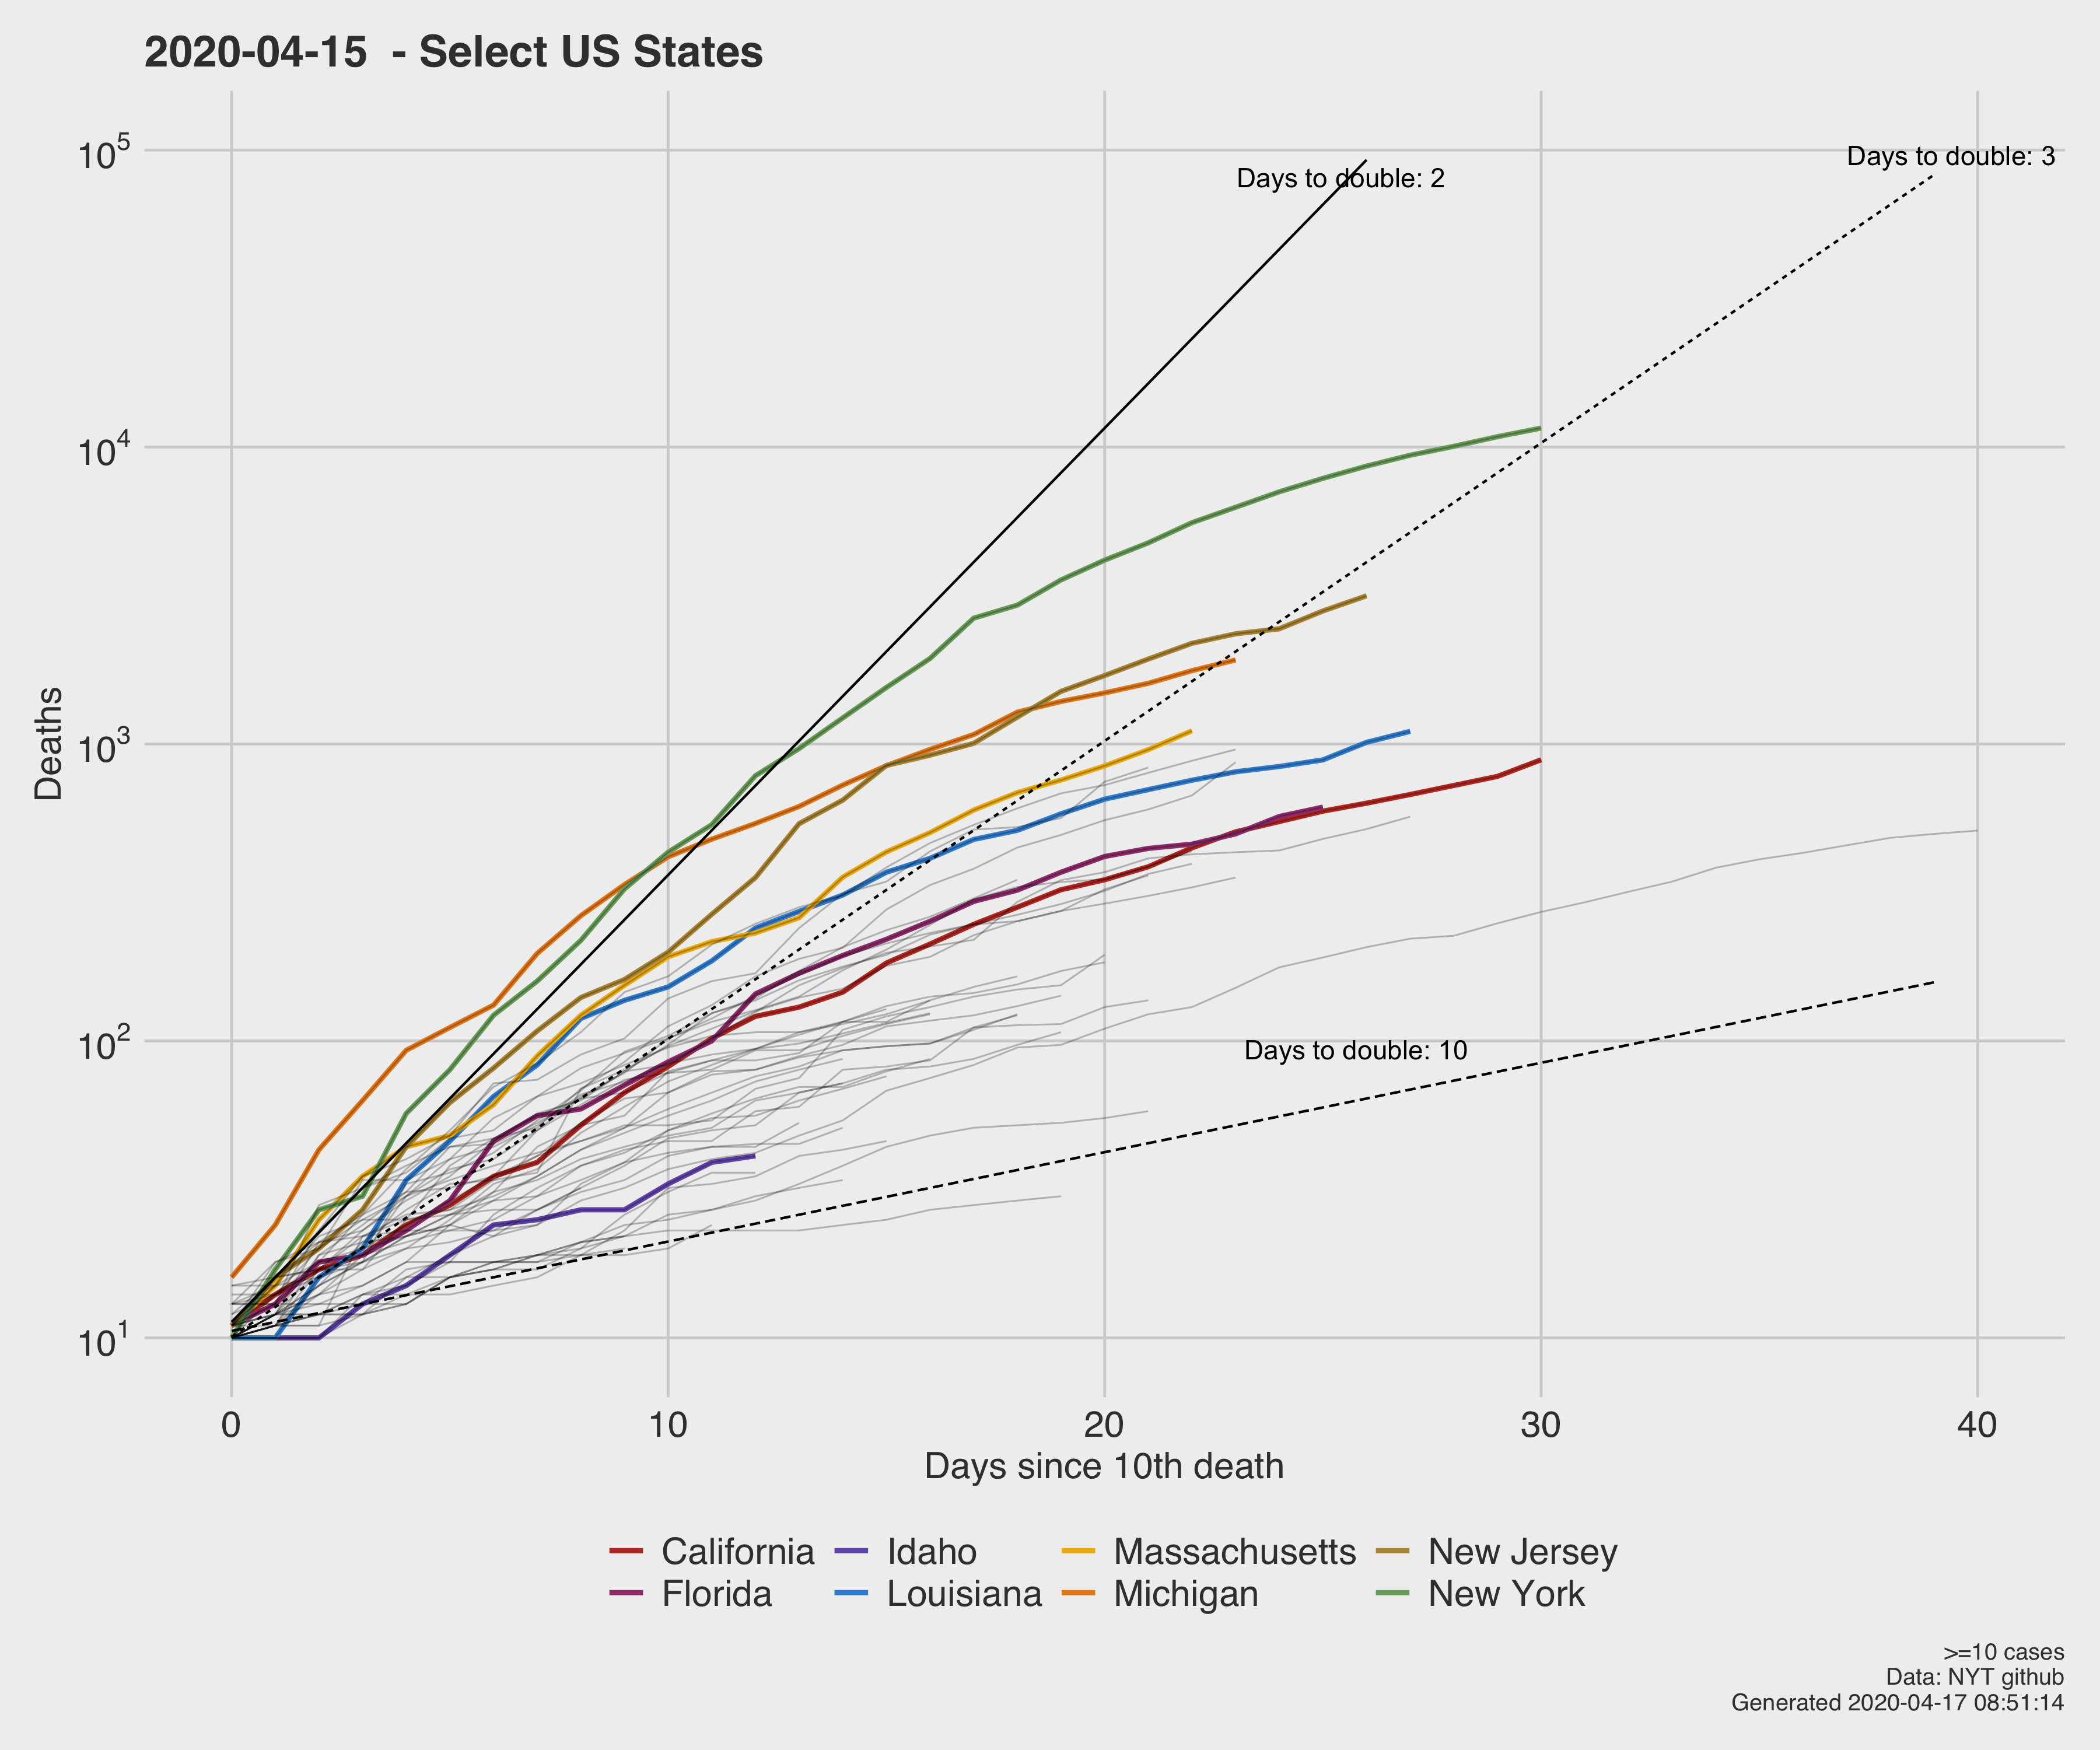 2020-04-15  - Select US States
Deaths
10^5
10^4
10^3
10^2
10^1
Days to double: 2
Days to double: 3
Days to double: 10
0 10 20 30 40
Days since 10th death
California Idaho Massachusetts New Jersey
Florida Louisiana Michigan New York
>=10 cases
Data: NYT github
Generated 2020-04-17 08:51:14